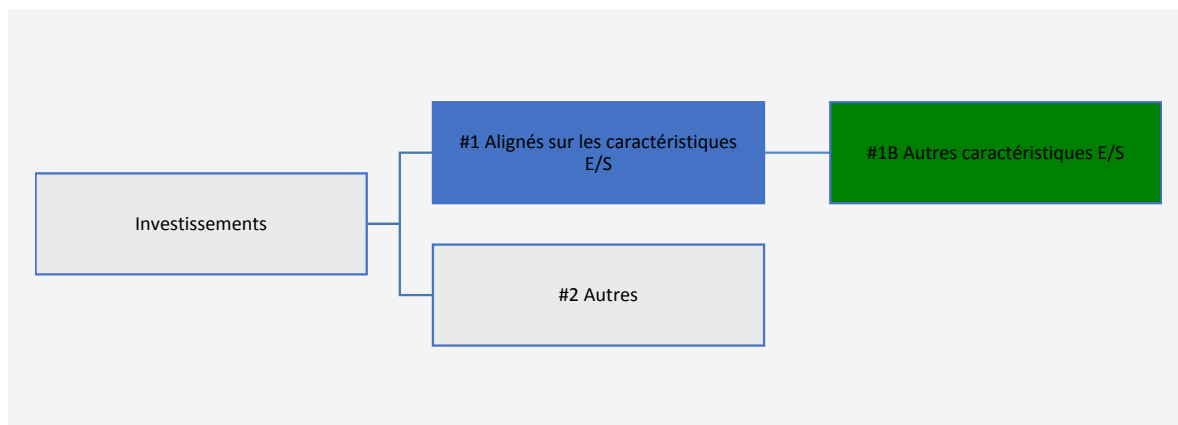 #1 Alignés sur les caractéristiques
E/S
#1B Autres caractéristiques E/S
Investissements
#2 Autres